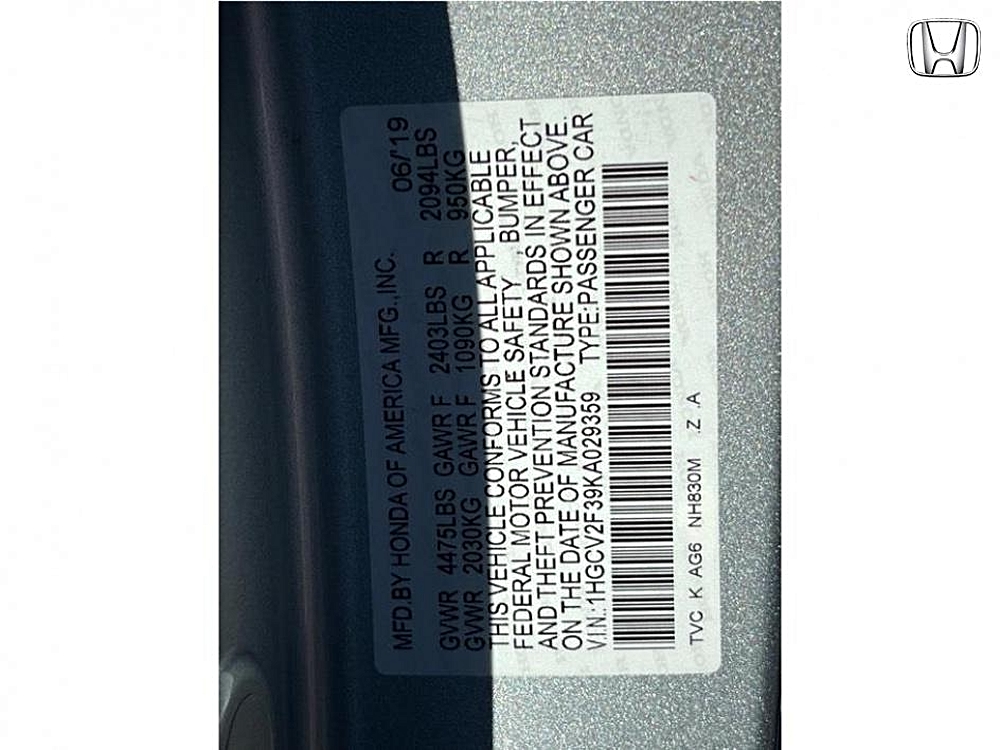 MFD.BY HONDA OF AMERICA MFG.,INC. 06/'19
GVWR 4475LBS GAWR F 2403LBS R 2094LBS
GVWR 2030KG GAWR F 1090KG R 950KG
THIS VEHICLE CONFORMS TO ALL APPLICABLE
FEDERAL MOTOR VEHICLE SAFETY , BUMPER,
AND THEFT PREVENTION STANDARDS IN EFFECT
ON THE DATE OF MANUFACTURE SHOWN ABOVE.
V.I.N.:1HGCV2F39KA029359 TYPE:PASSENGER CAR
TVC K AG6 NH830M Z .A